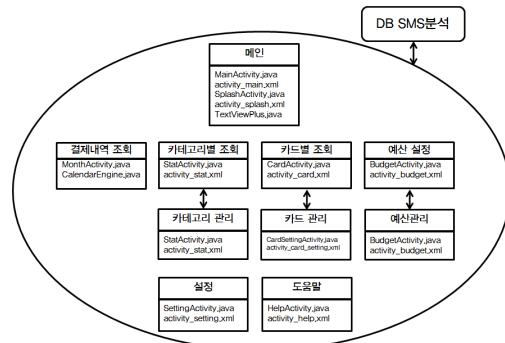 DB SMS분석
메인
MainActivity,java
activity_main,xml
SplashActivity,java
activity_splash,xml
TextViewPlus,java
결제내역 조회
MonthActivity,java
CalendarEngine,java
카테고리별 조회
StatActivity,java
activity_stat,xml
카드별 조회
CardActivity,java
activity_card,xml
예산 설정
BudgetActivity,java
activity_budget,xml
카테고리 관리
StatActivity,java
activity_stat,xml
카드 관리
CardSettingActivity,java
activity_card_setting,xml
예산관리
BudgetActivity,java
activity_budget,xml
설정
SettingActivity,java
activity_setting,xml
도움말
HelpActivity,java
activity_help,xml